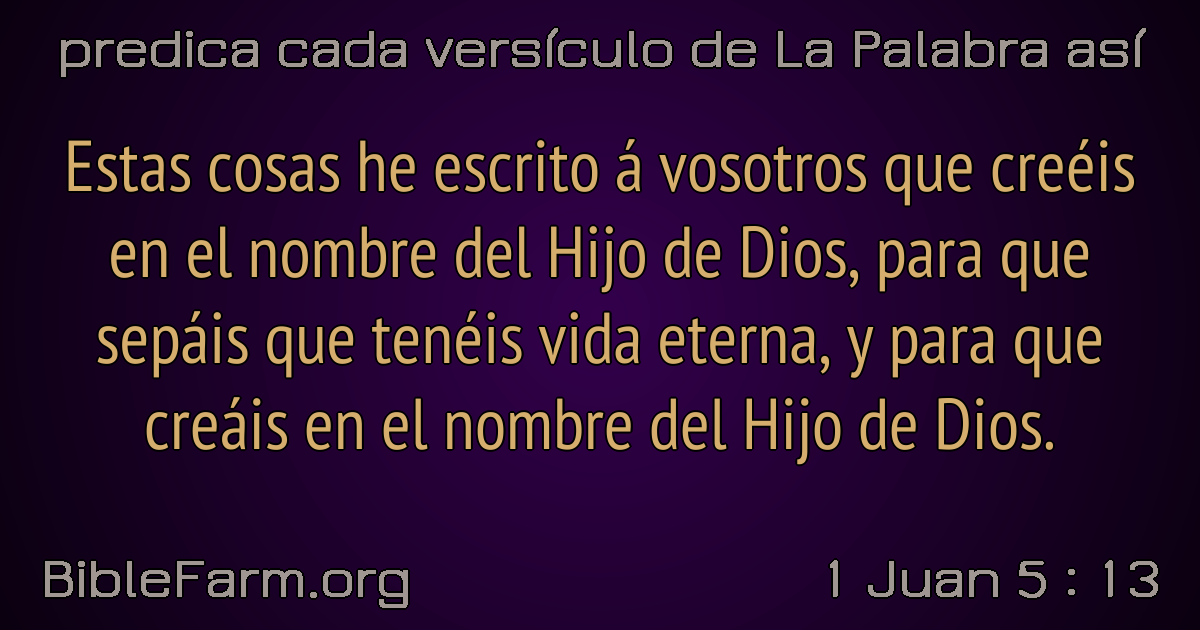 predica cada versículo de La Palabra así
Estas cosas he escrito á vosotros que creéis
en el nombre del Hijo de Dios, para que
sepáis que tenéis vida eterna, y para que
creáis en el nombre del Hijo de Dios.
BibleFarm.org
1 Juan 5 : 13